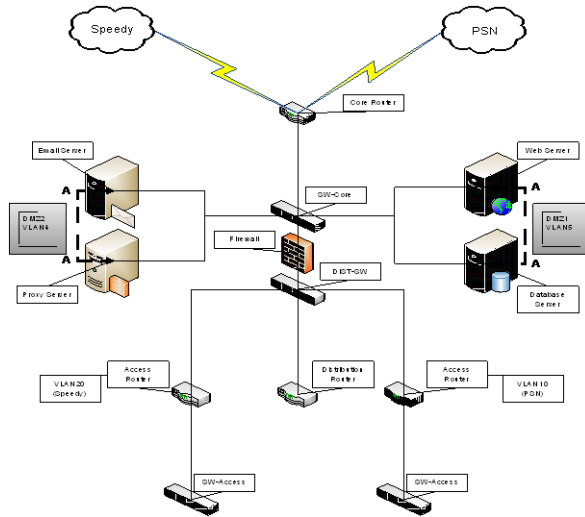 Speedy
PSN
Core Router
Email Server
Web Server
A
A
SW-Core
DMZ2
VLAN4
DMZ1
VLAN5
Firewall
A
A
DIST-SW
Proxy Server
Database
Server
Access
Router
Distribution
Router
Access
Router
VLAN20
(Speedy)
VLAN10
(PSN)
SW-Access
SW-Access